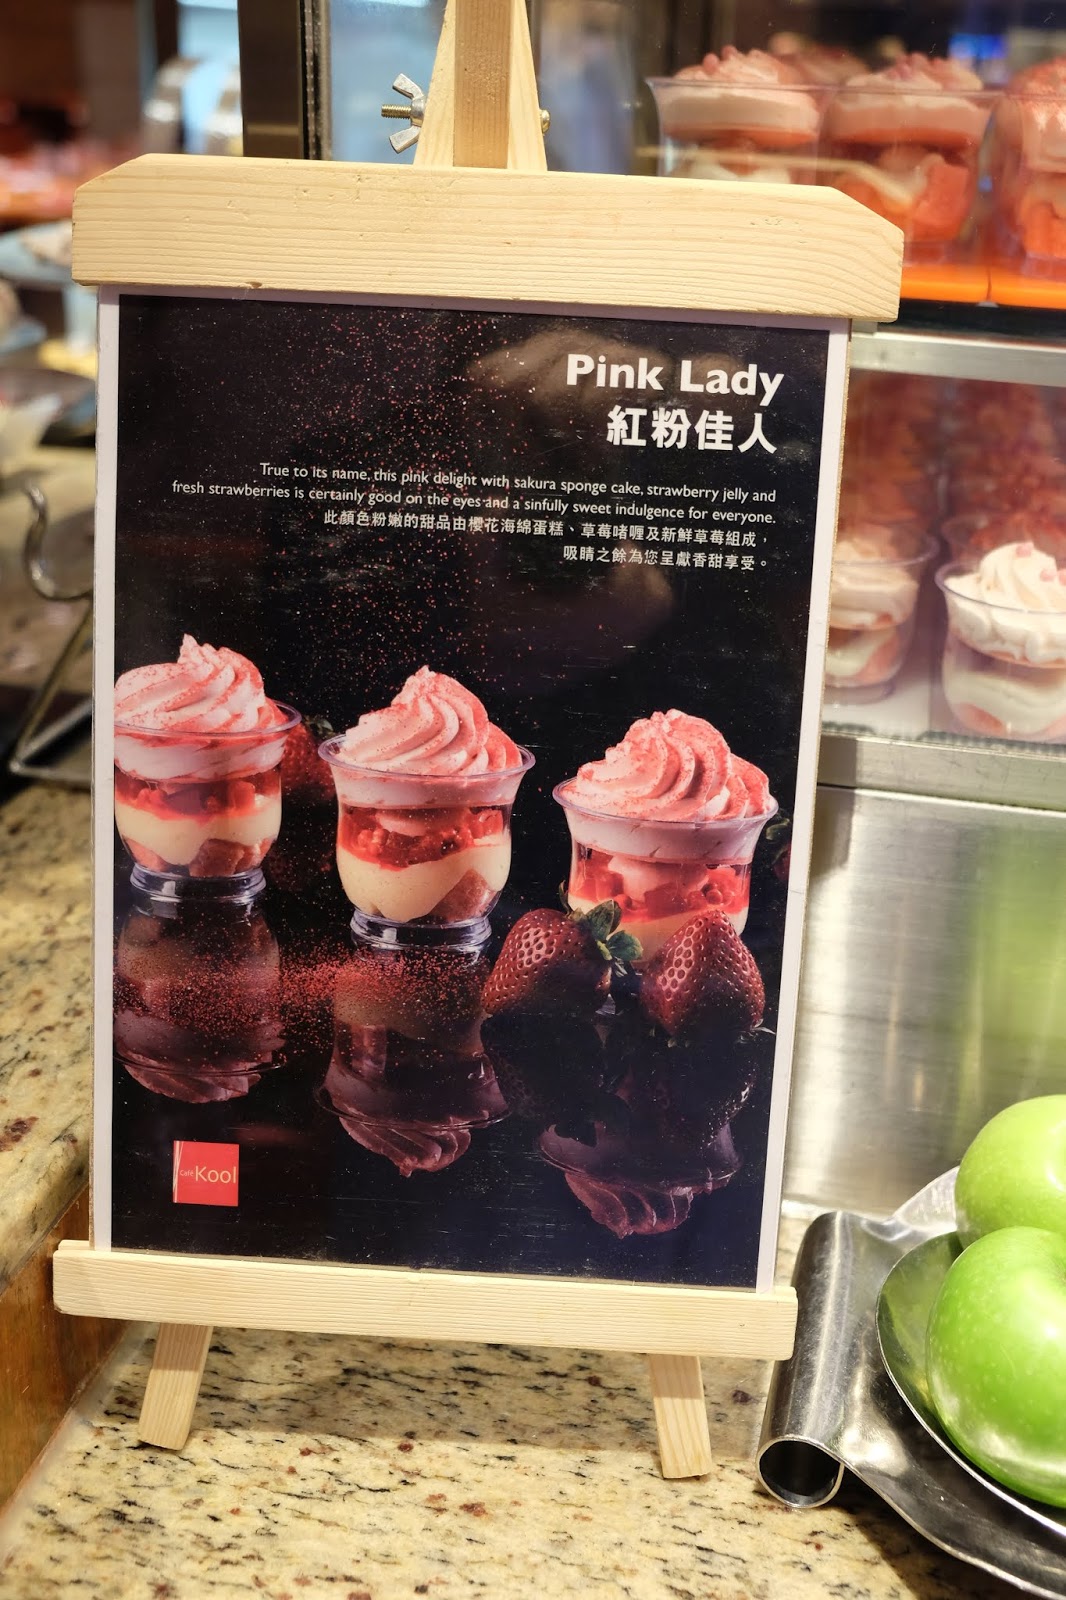 Pink Lady
紅粉佳人
True to its name, this pink delight with sakura sponge cake, strawberry jelly and
fresh strawberries is certainly good on the eyes and a sinfully sweet indulgence for everyone.
此顏色粉嫩的甜品由櫻花海綿蛋糕、草莓啫喱及新鮮草莓組成，
吸睛之餘為您呈獻香甜享受。
Café Kool